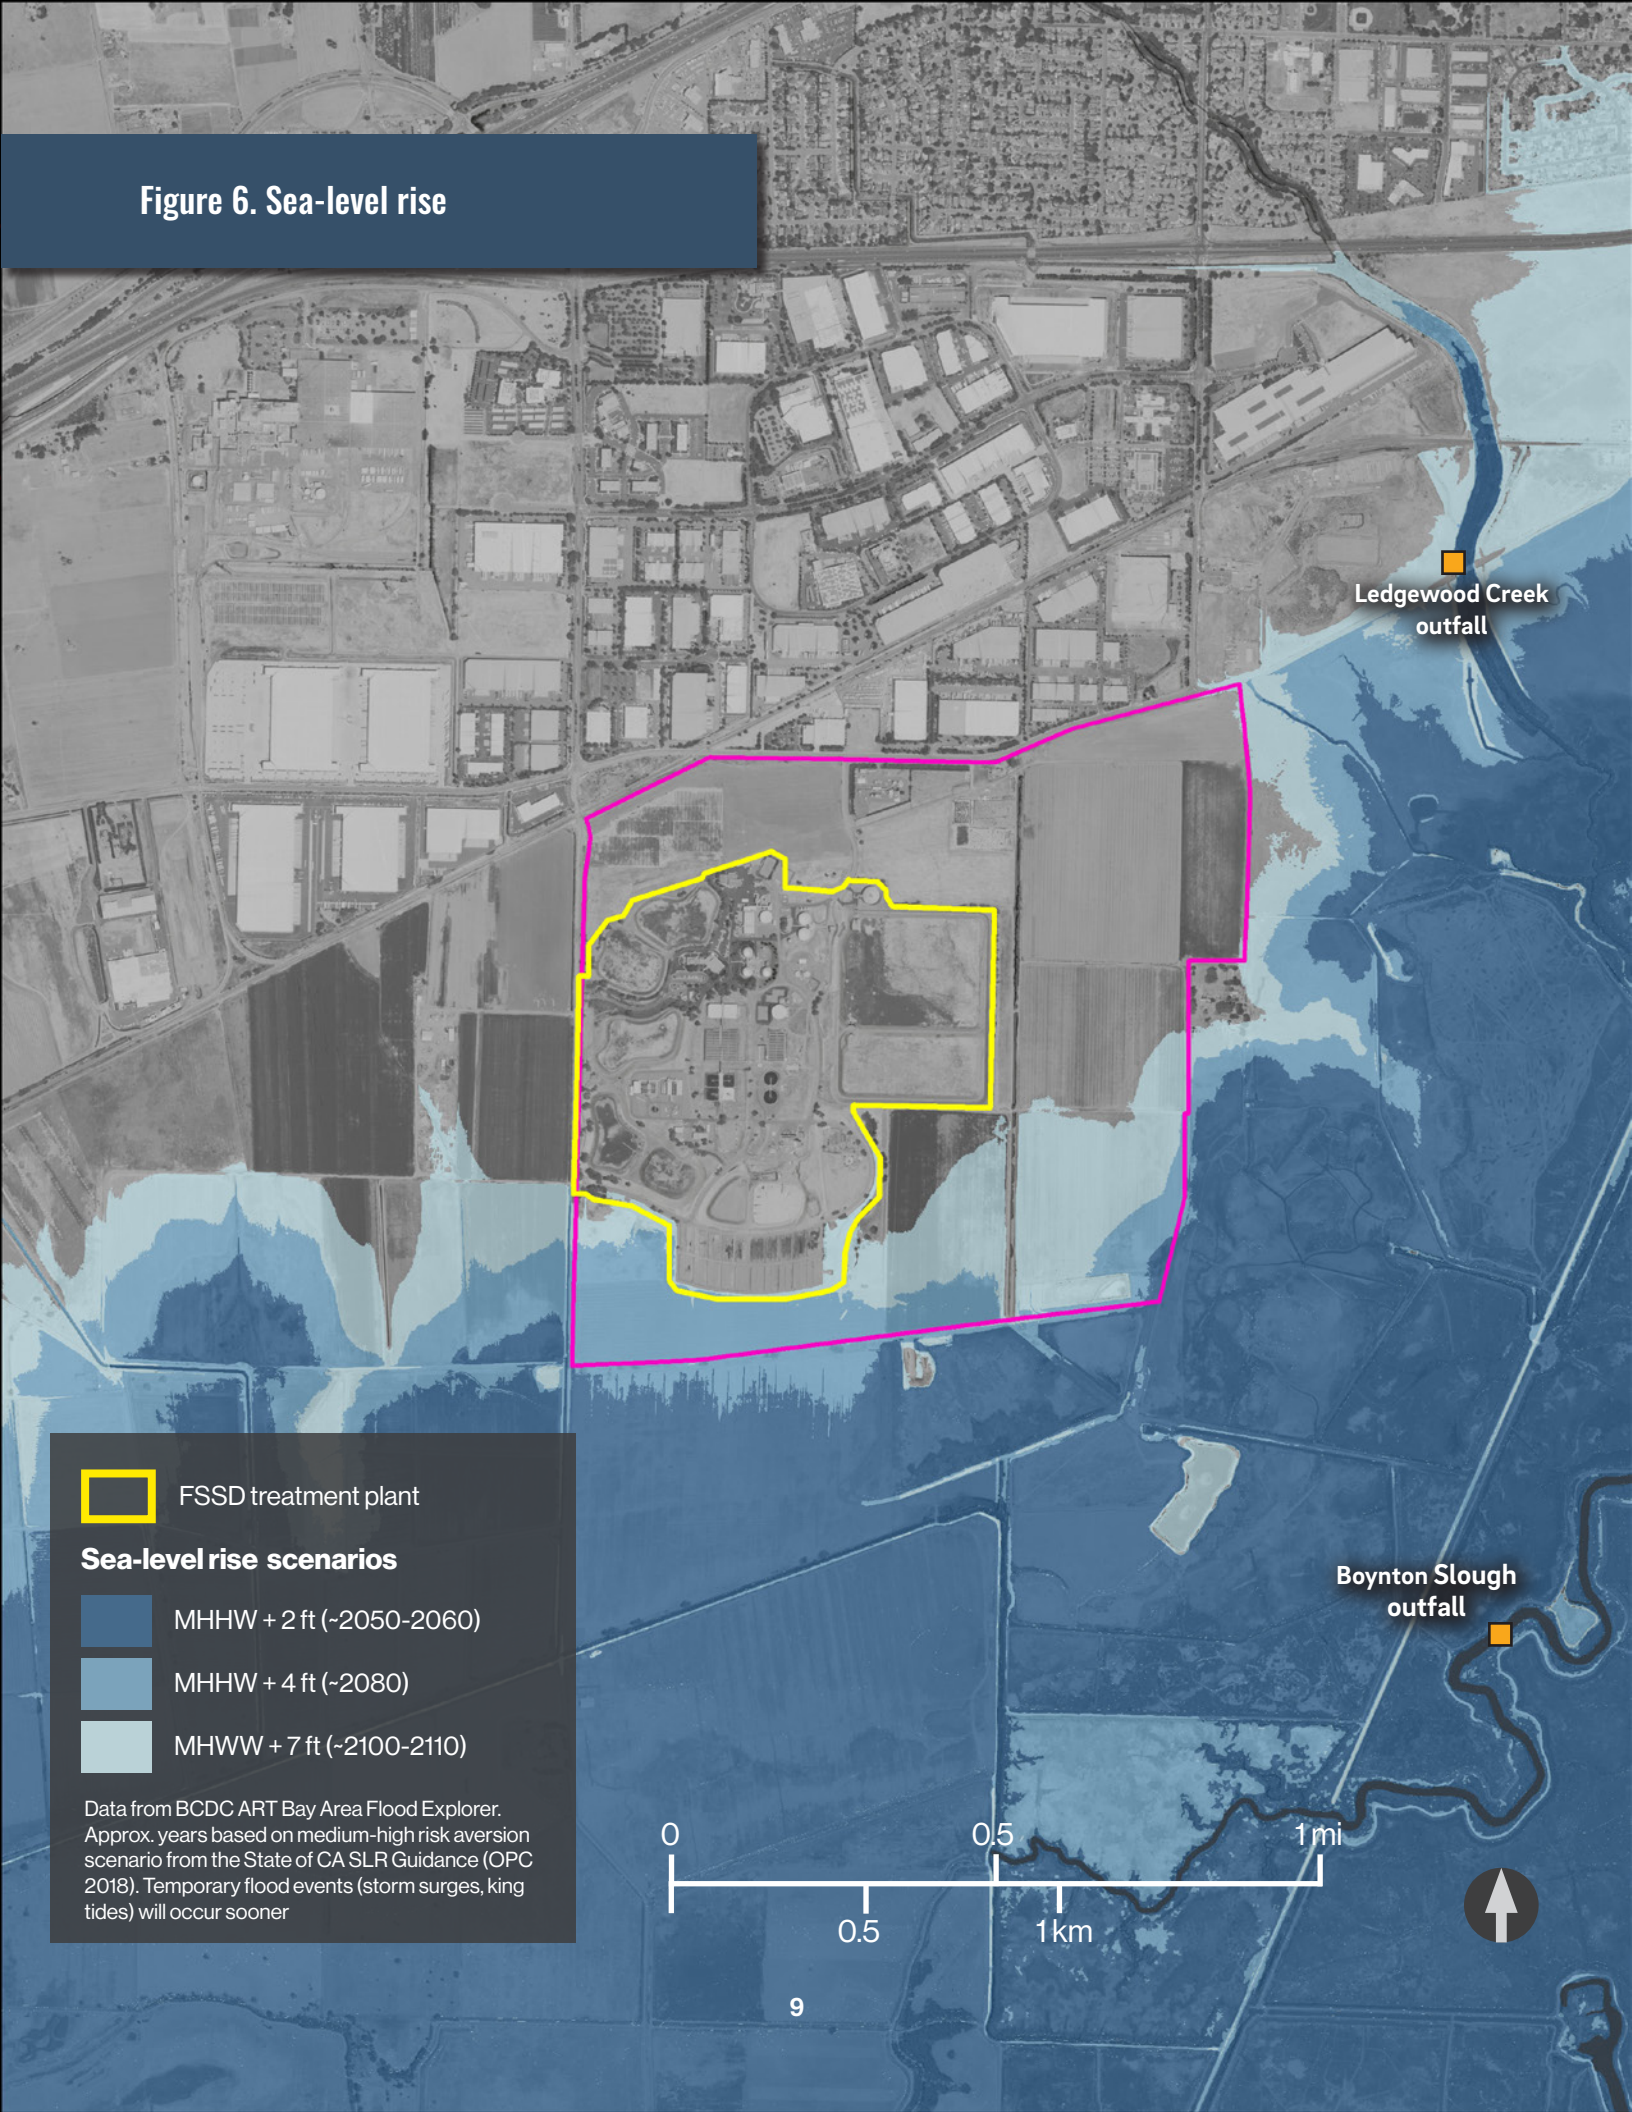 Figure 6. Sea-level rise
Ledgewood Creek
outfall
FSSD treatment plant
Sea-level rise scenarios
MHHW + 2 ft (~2050-2060)
MHHW + 4 ft (~2080)
MHWW + 7 ft (~2100-2110)
Data from BCDC ART Bay Area Flood Explorer.
Approx. years based on medium-high risk aversion
scenario from the State of CA SLR Guidance (OPC
2018). Temporary flood events (storm surges, king
tides) will occur sooner
Boynton Slough
outfall
0 0.5 1 mi
0.5 1 km
9